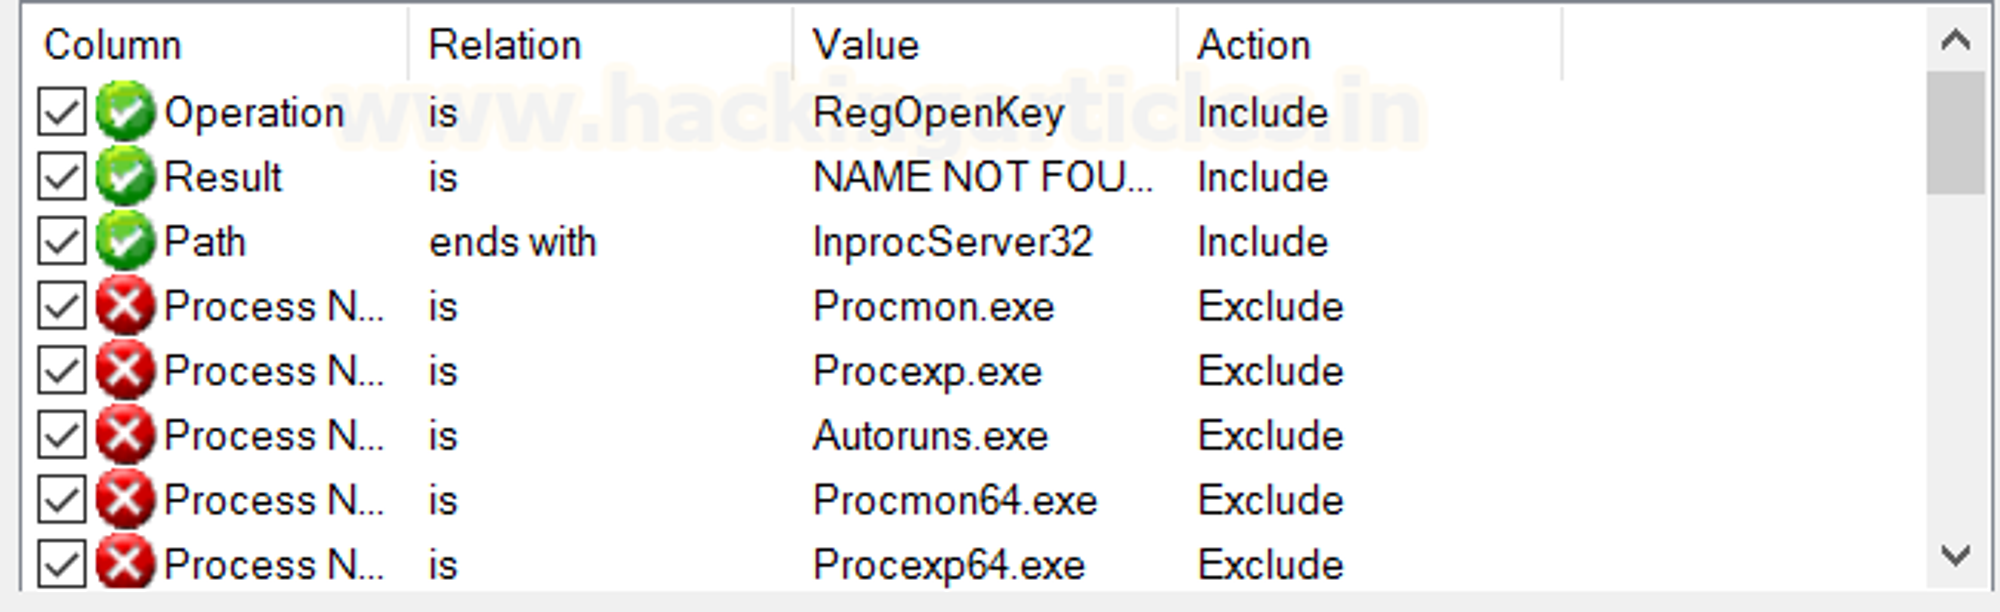 Column Relation Value Action
www.hackingarticles.in
Operation is RegOpenKey Include
Result is NAME NOT FOU... Include
Path ends with InprocServer32 Include
Process N... is Procmon.exe Exclude
Process N... is Procexp.exe Exclude
Process N... is Autoruns.exe Exclude
Process N... is Procmon64.exe Exclude
Process N... is Procexp64.exe Exclude